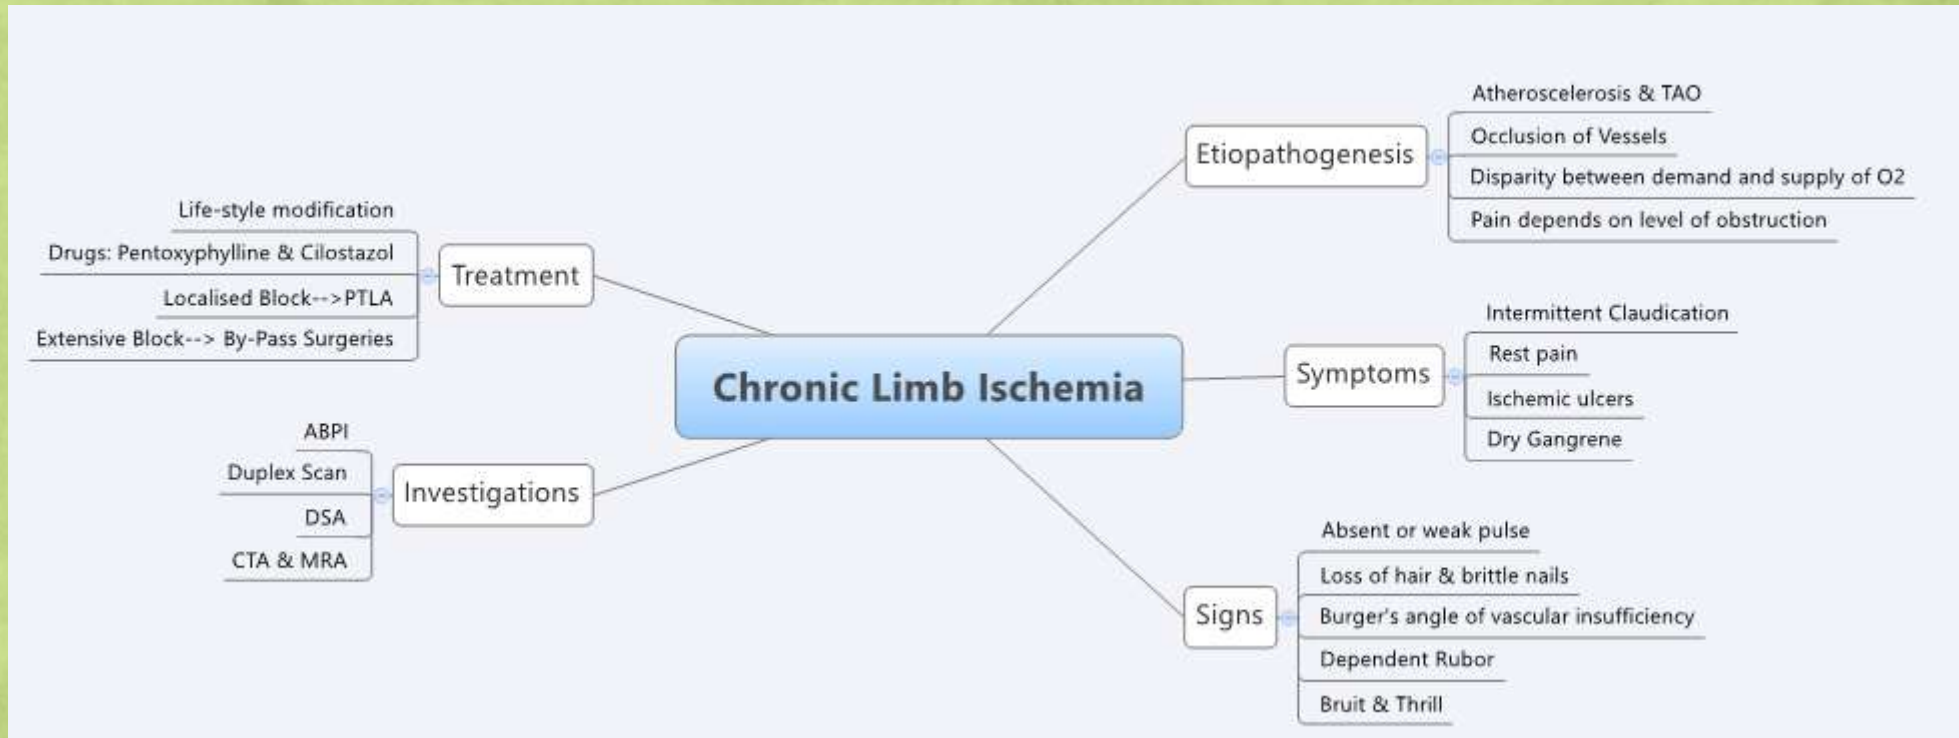 Chronic Limb Ischemia
Etiopathogenesis
Atheroscelerosis & TAO
Occlusion of Vessels
Disparity between demand and supply of O2
Pain depends on level of obstruction
Symptoms
Intermittent Claudication
Rest pain
Ischemic ulcers
Dry Gangrene
Signs
Absent or weak pulse
Loss of hair & brittle nails
Burger's angle of vascular insufficiency
Dependent Rubor
Bruit & Thrill
Treatment
Life-style modification
Drugs: Pentoxyphylline & Cilostazol
Localised Block-->PTLA
Extensive Block--> By-Pass Surgeries
Investigations
ABPI
Duplex Scan
DSA
CTA & MRA